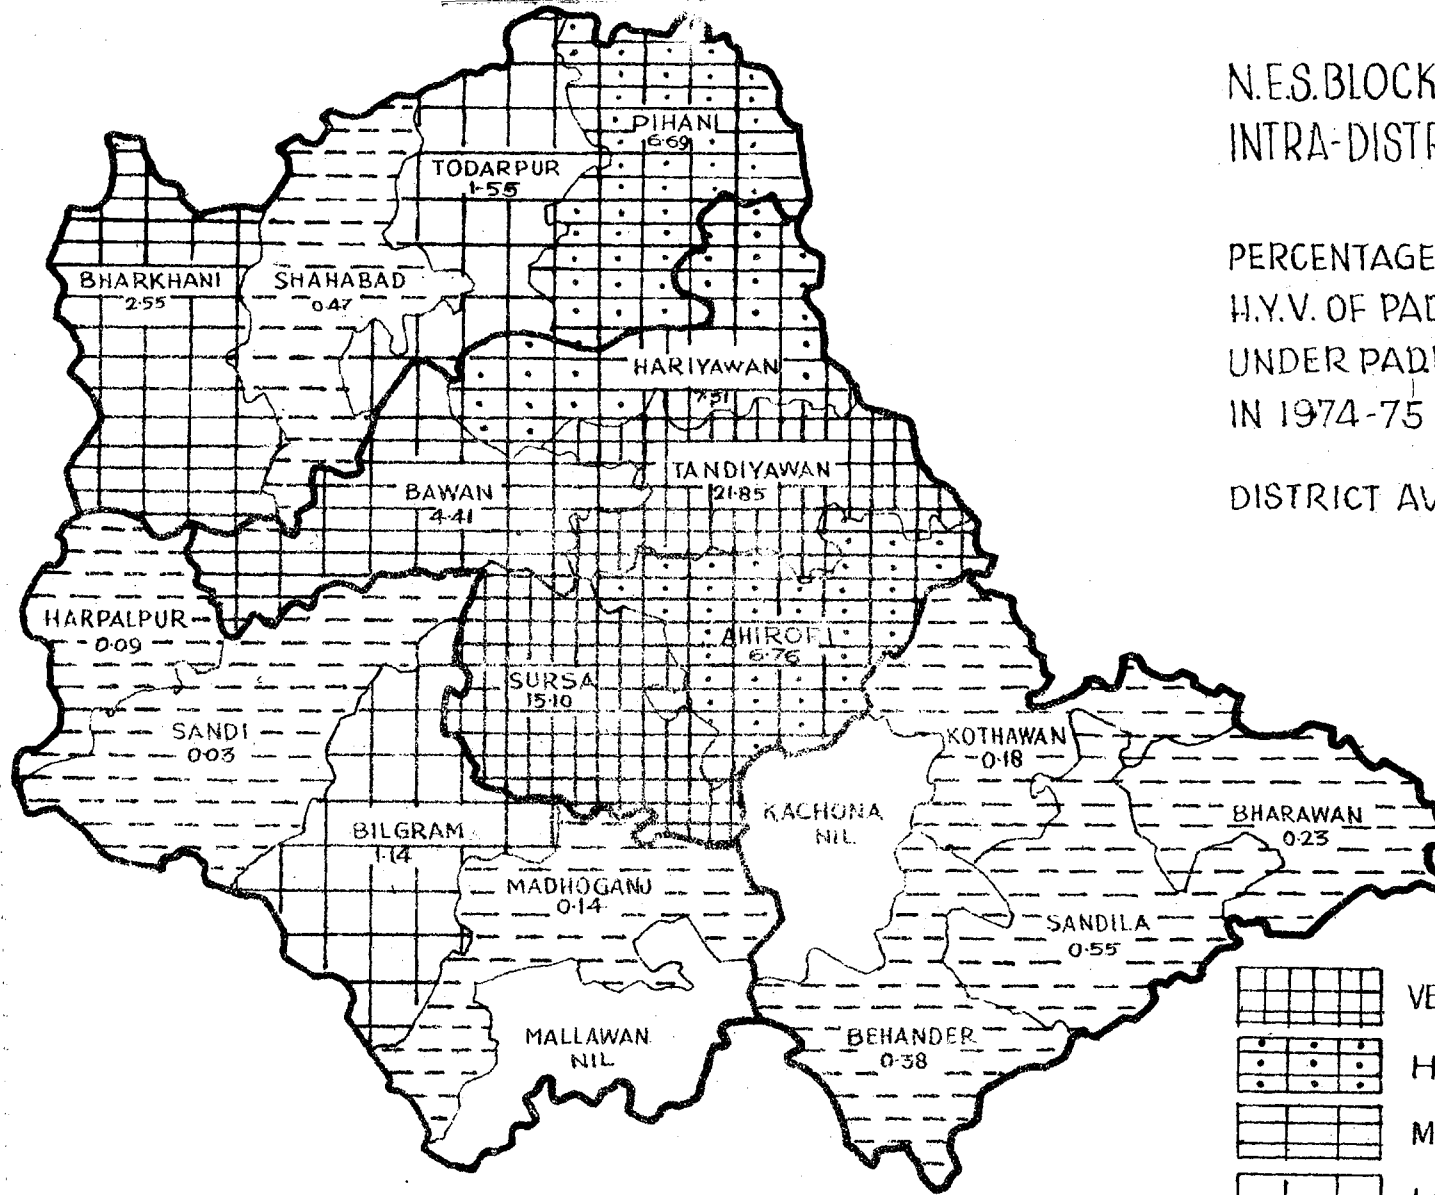 N.E.S.BLOCK
INTRA-DISTR
PERCENTAGE
H.Y.V. OF PAD
UNDER PADD
IN 1974-75
DISTRICT AV
PIHANI
6·69
TODARPUR
1·55
BHARKHANI
2·55
SHAHABAD
0·47
HARIYAWAN
7·51
TANDIYAWAN
21·85
BAWAN
4·41
HARPALPUR
0·09
AHIRORI
6·76
SURSA
15·10
SANDI
0·03
KOTHAWAN
0·18
KACHONA
NIL
BHARAWAN
0·23
BILGRAM
1·14
MADHOGANJ
0·14
SANDILA
0·55
MALLAWAN
NIL
BEHANDER
0·38
VE
H
M